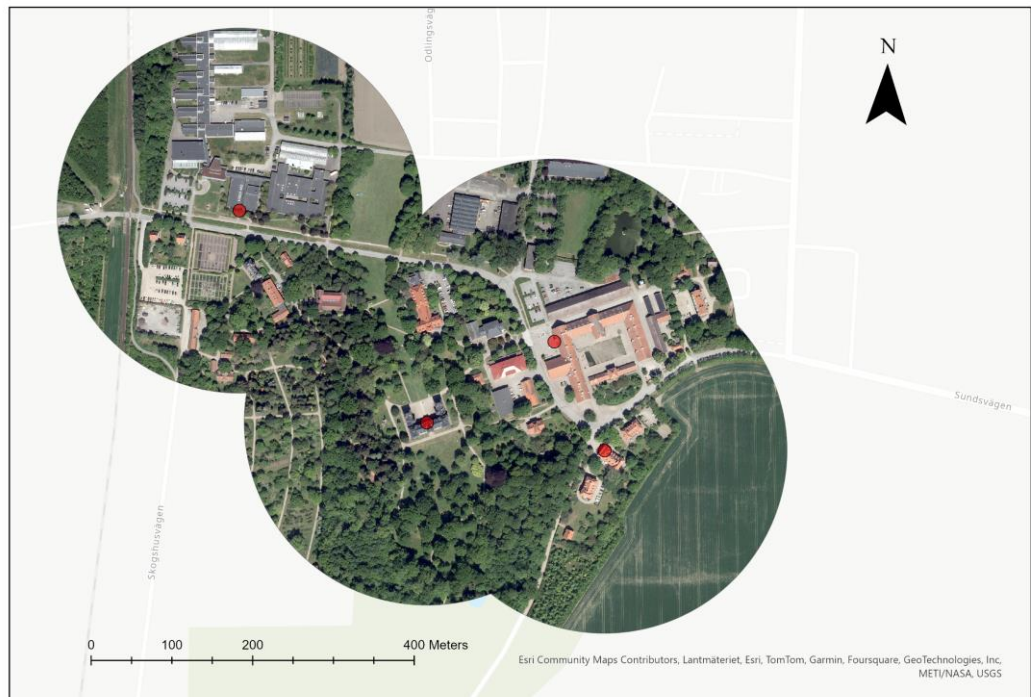 Odlingsvägen
N
Sundsvägen
Skogshusvägen
0 100 200 400 Meters
Esri Community Maps Contributors, Lantmäteriet, Esri, TomTom, Garmin, Foursquare, GeoTechnologies, Inc,
METI/NASA, USGS